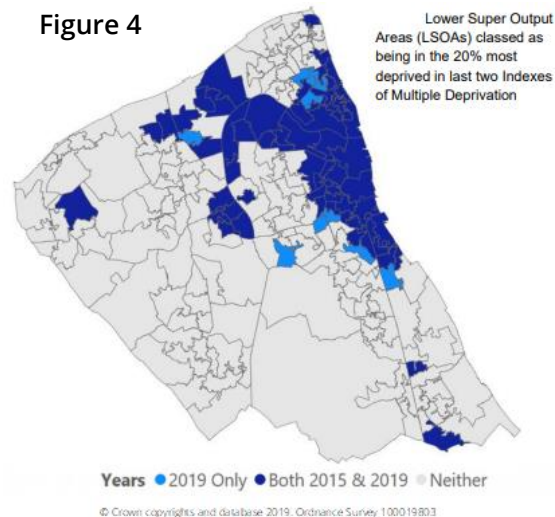 Figure 4
Lower Super Output
Areas (LSOAs) classed as
being in the 20% most
deprived in last two Indexes
of Multiple Deprivation
Years 2019 Only Both 2015 & 2019 Neither
© Crown copyrights and database 2019. Ordnance Survey 100019803